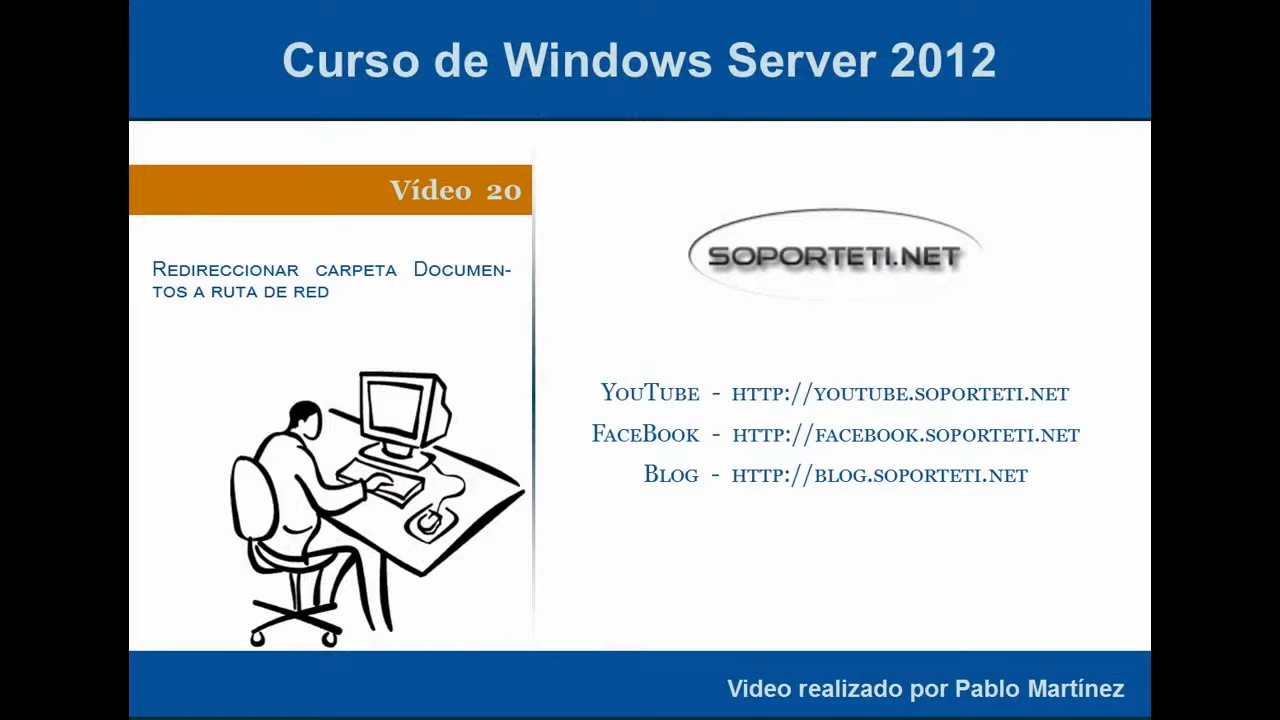 Curso de Windows Server 2012
Vídeo 20
Redireccionar carpeta Documen-
tos a ruta de red
SOPORTETI.NET
YouTube - http://youtube.soporteti.net
FaceBook - http://facebook.soporteti.net
Blog - http://blog.soporteti.net
Video realizado por Pablo Martínez